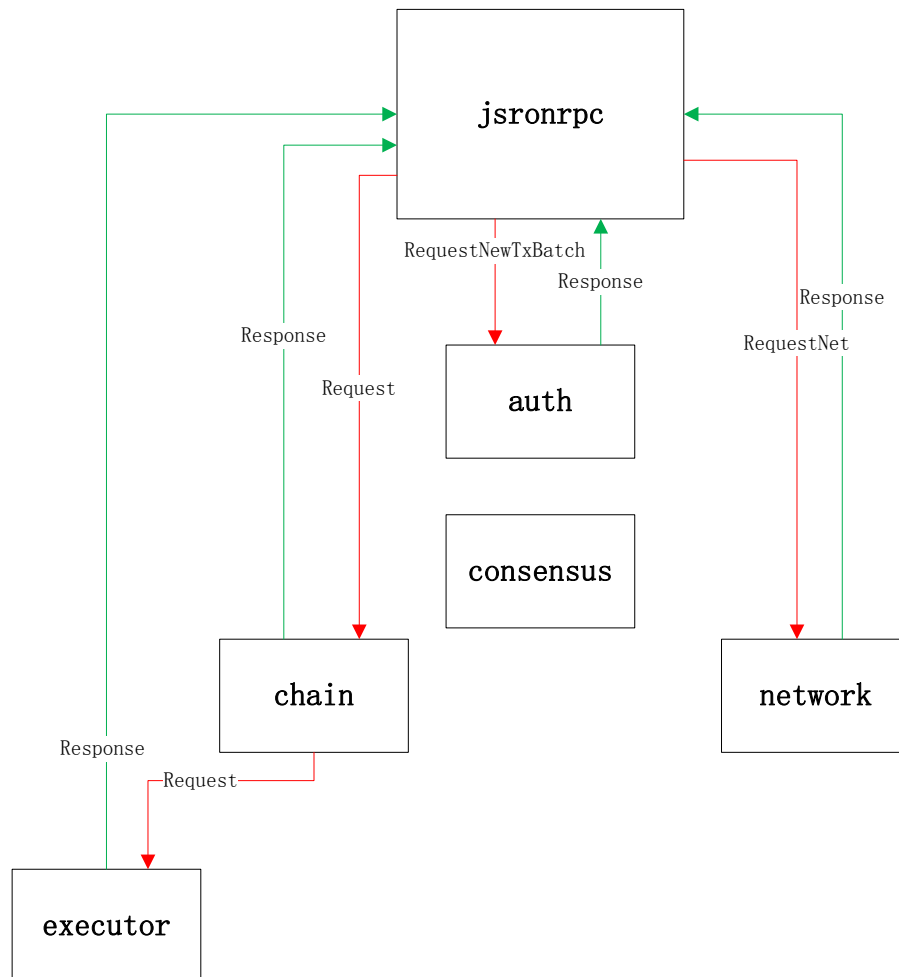 jsronrpc
RequestNewTxBatch
Response
Response
Response
RequestNet
Request
auth
consensus
chain
network
Response
Request
executor